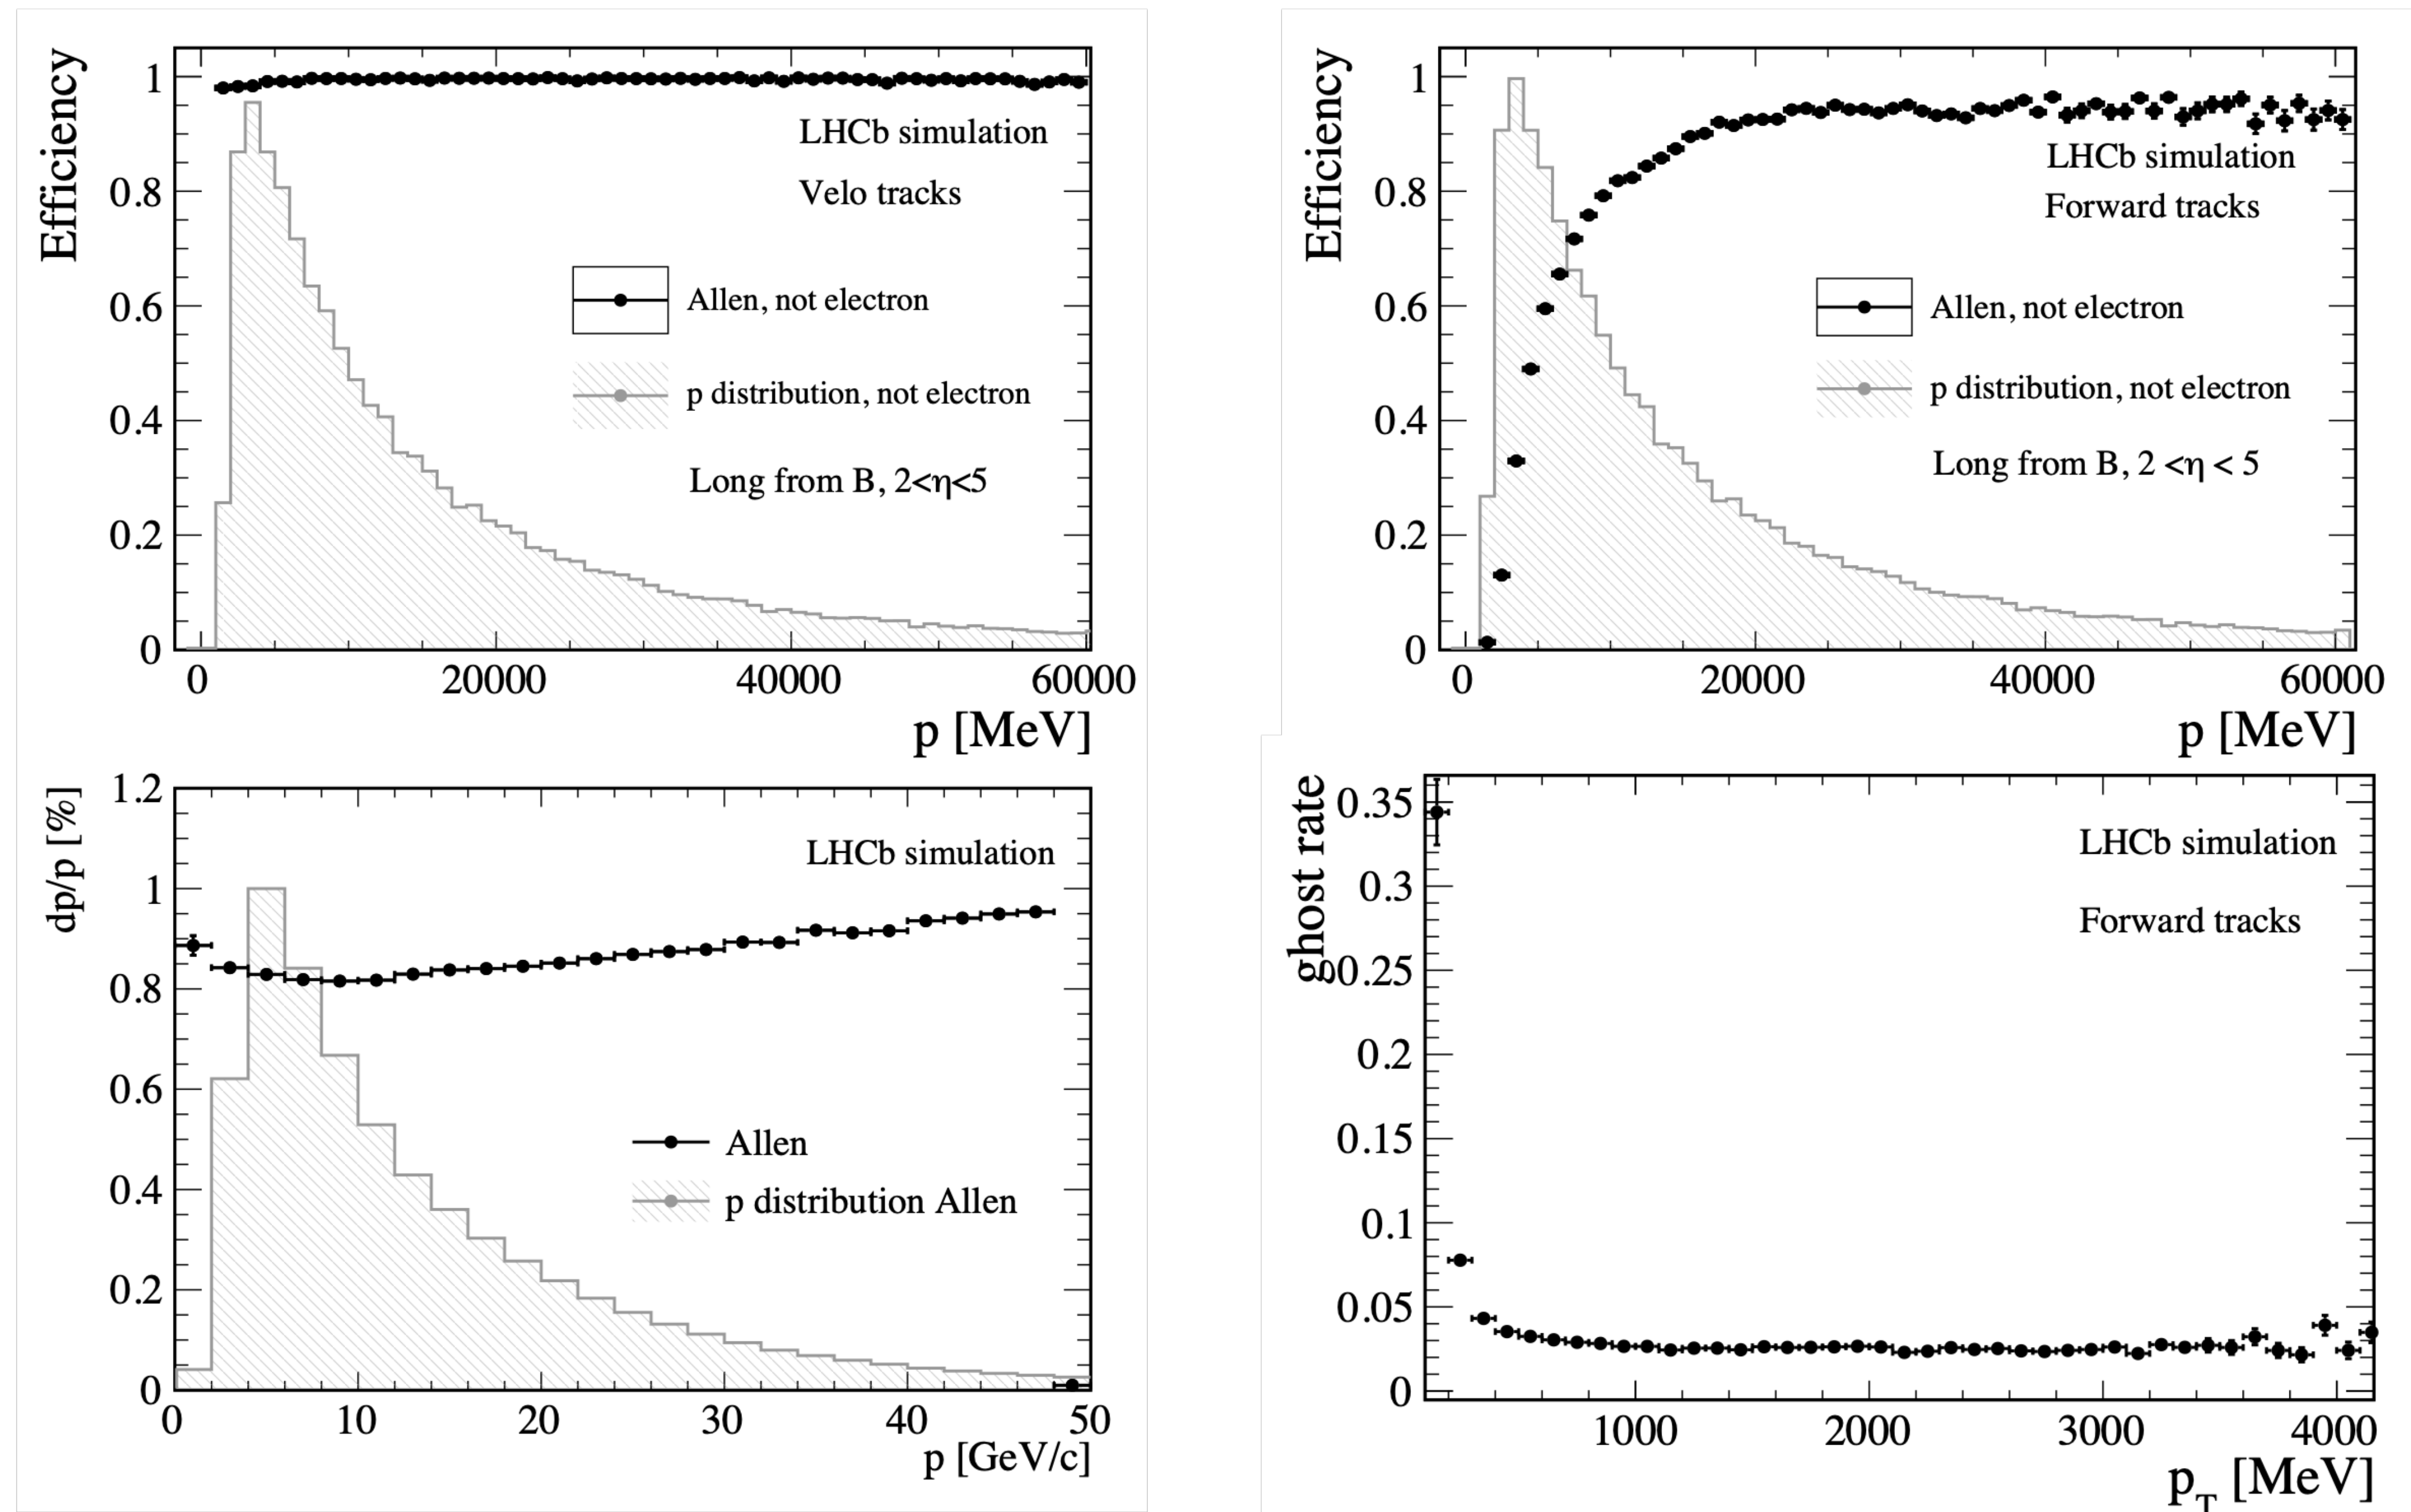 Efficiency
1
0.8
0.6
0.4
0.2
0
LHCb simulation
Velo tracks
Allen, not electron
p distribution, not electron
Long from B, 2<η<5
0 20000 40000 60000
p [MeV]
Efficiency
1
0.8
0.6
0.4
0.2
0
LHCb simulation
Forward tracks
Allen, not electron
p distribution, not electron
Long from B, 2 <η < 5
0 20000 40000 60000
p [MeV]
dp/p [%]
1.2
1
0.8
0.6
0.4
0.2
0
LHCb simulation
Allen
p distribution Allen
0 10 20 30 40 50
p [GeV/c]
ghost rate
0.35
0.3
0.25
0.2
0.15
0.1
0.05
0
LHCb simulation
Forward tracks
1000 2000 3000 4000
p_T [MeV]